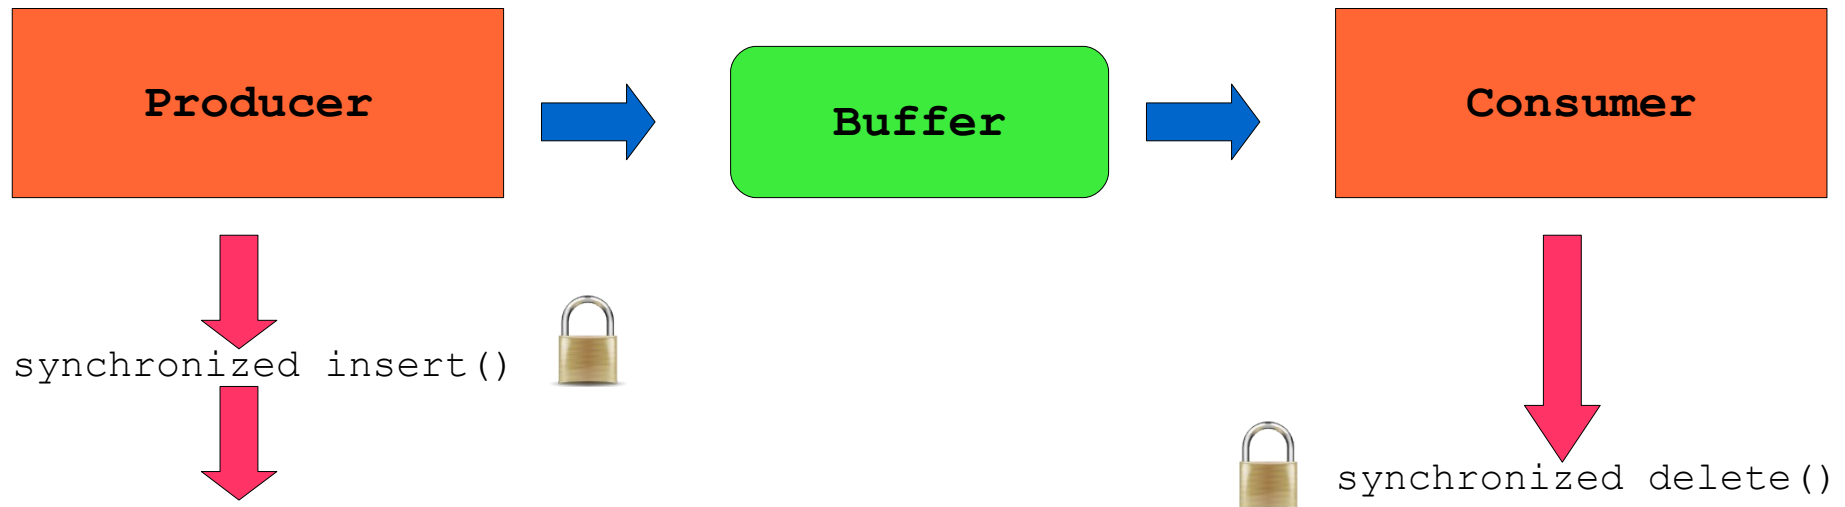 Producer
Buffer
Consumer
synchronized insert()
synchronized delete()